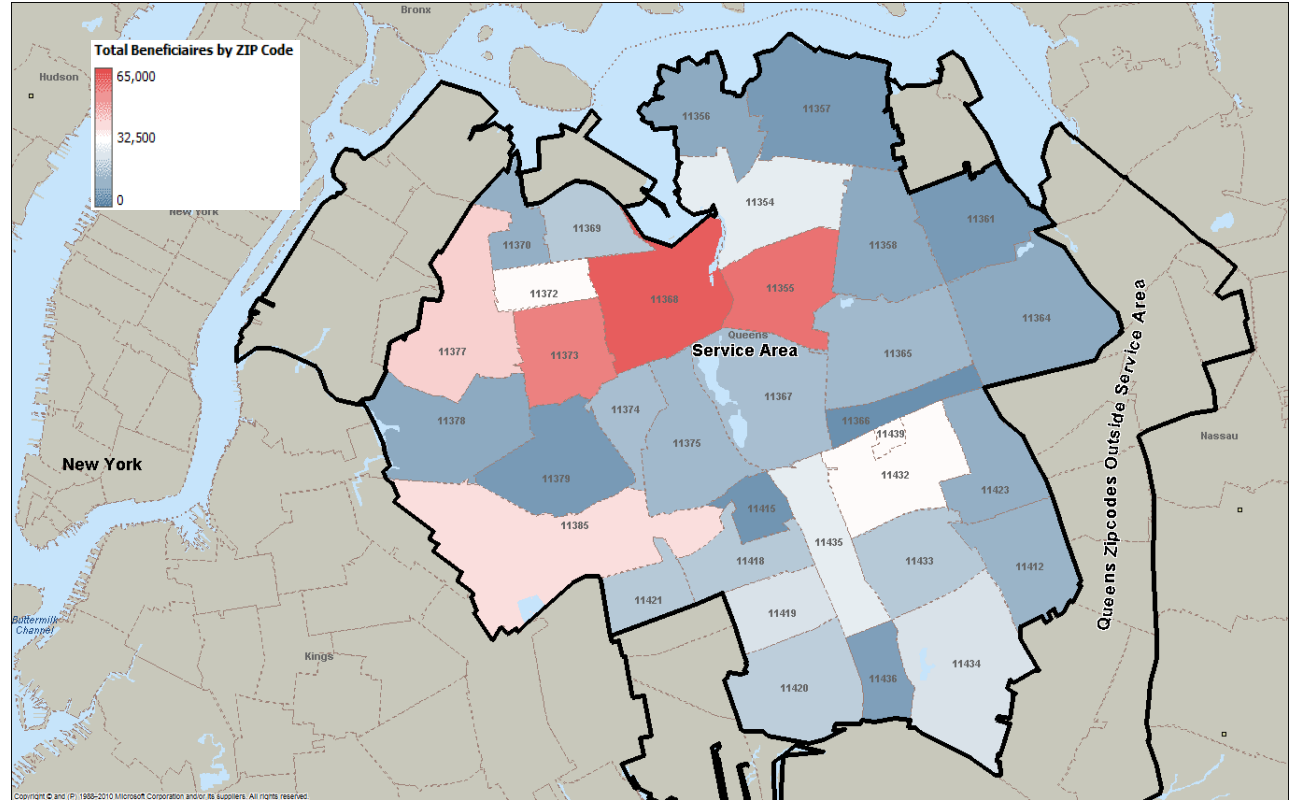 Bronx
Total Beneficiaires by ZIP Code
65,000
32,500
0
Hudson
New York
11356
11357
11354
11361
11369
11370
11358
11372
11368
11355
11364
Queens
Service Area
11377
11373
11365
11367
11374
11378
11375
11366
11439
11432
New York
Nassau
Queens Zipcodes Outside Service Area
11379
11423
11415
11385
11435
11418
11433
11412
11421
11419
Buttermilk
Channel
Kings
11434
11436
11420
Copyright © and (P) 1988–2010 Microsoft Corporation and/or its suppliers. All rights reserved.